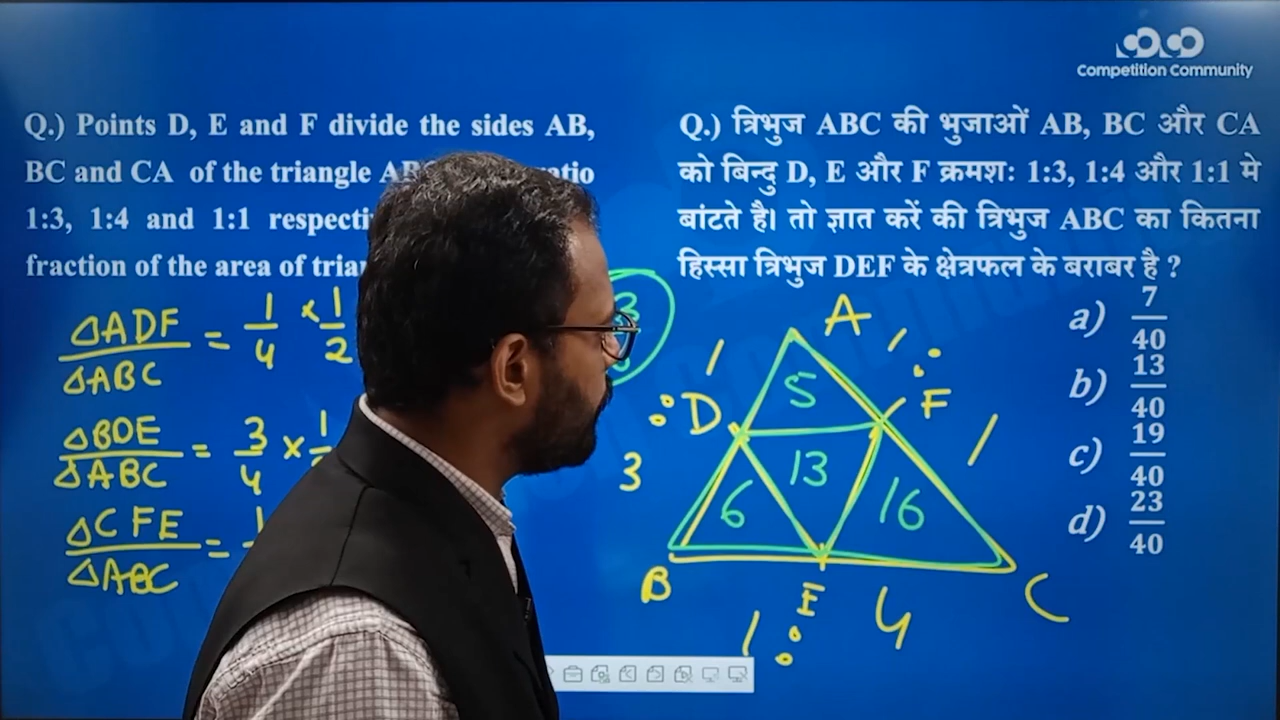 Competition Community
Q.) Points D, E and F divide the sides AB,
BC and CA of the triangle
1:3, 1:4 and 1:1
fraction of the area of
Q.) त्रिभुज ABC की भुजाओं AB, BC और CA
को बिन्दु D, E और F क्रमश: 1:3, 1:4 और 1:1 मे
बांटते है। तो ज्ञात करें की त्रिभुज ABC का कितना
हिस्सा त्रिभुज DEF के क्षेत्रफल के बराबर है ?
ΔADF/ΔABC = 1/4 × 1/2
ΔBDE/ΔABC = 3/4 ×
ΔCFE/ΔABC =
A
1
1
5
D
:
F
:
3
13
1
6
16
B
E
C
1
:
4
a) 7/40
b) 13/40
c) 19/40
d) 23/40